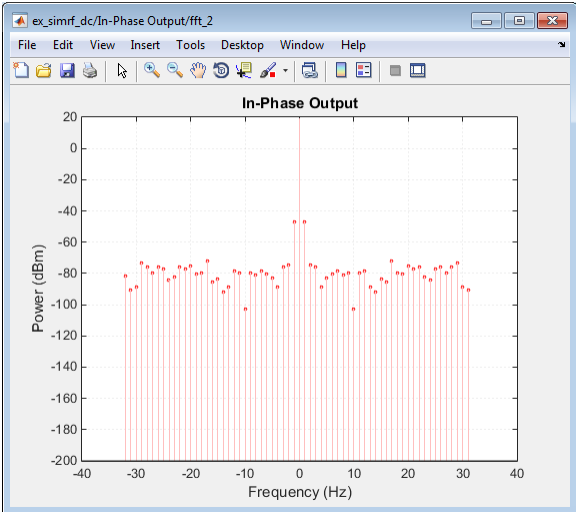 ex_simrf_dc/In-Phase Output/fft_2
File Edit View Insert Tools Desktop Window Help
In-Phase Output
20
0
-20
-40
-60
-80
-100
-120
-140
-160
-180
-200
Power (dBm)
-40 -30 -20 -10 0 10 20 30 40
Frequency (Hz)